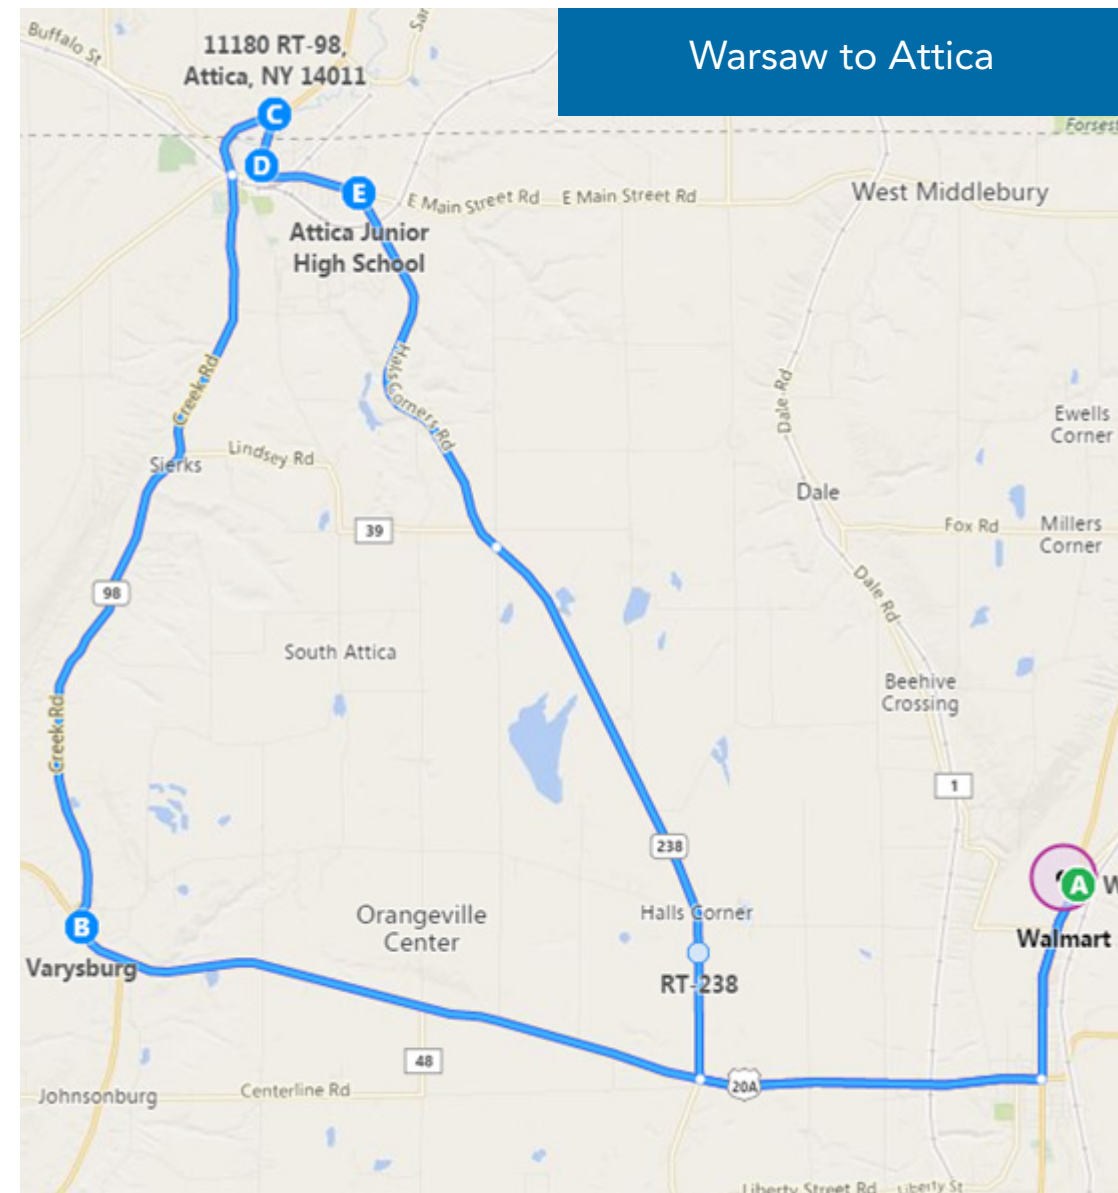 Warsaw to Attica
Buffalo St
11180 RT-98,
Attica, NY 14011
C
D
E
E Main Street Rd
E Main Street Rd
West Middlebury
Attica Junior
High School
Creek Rd
Halls Corners Rd
Dale Rd
Ewells
Corner
Lindsey Rd
Sierks
Dale
39
Fox Rd
Millers
Corner
98
Dale Rd
South Attica
Beehive
Crossing
Creek Rd
1
238
A
W
Orangeville
Center
Halls Corner
B
Walmart
Varysburg
RT-238
48
20A
Johnsonburg
Centerline Rd
Liberty Street Rd
Liberty St